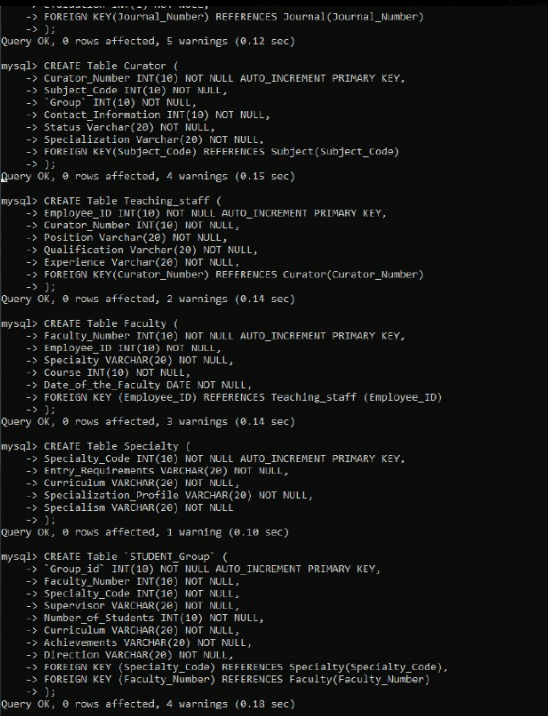 -> Evaluation INT(1) NOT NULL,
-> FOREIGN KEY(Journal_Number) REFERENCES Journal(Journal_Number)
-> );
Query OK, 0 rows affected, 5 warnings (0.12 sec)
mysql> CREATE Table Curator (
-> Curator_Number INT(10) NOT NULL AUTO_INCREMENT PRIMARY KEY,
-> Subject_Code INT(10) NOT NULL,
-> `Group` INT(10) NOT NULL,
-> Contact_Information INT(10) NOT NULL,
-> Status Varchar(20) NOT NULL,
-> Specialization Varchar(20) NOT NULL,
-> FOREIGN KEY(Subject_Code) REFERENCES Subject(Subject_Code)
-> );
Query OK, 0 rows affected, 4 warnings (0.15 sec)
mysql> CREATE Table Teaching_staff (
-> Employee_ID INT(10) NOT NULL AUTO_INCREMENT PRIMARY KEY,
-> Curator_Number INT(10) NOT NULL,
-> Position Varchar(20) NOT NULL,
-> Qualification Varchar(20) NOT NULL,
-> Experience Varchar(20) NOT NULL,
-> FOREIGN KEY(Curator_Number) REFERENCES Curator(Curator_Number)
-> );
Query OK, 0 rows affected, 2 warnings (0.14 sec)
mysql> CREATE Table Faculty (
-> Faculty_Number INT(10) NOT NULL AUTO_INCREMENT PRIMARY KEY,
-> Employee_ID INT(10) NOT NULL,
-> Specialty VARCHAR(20) NOT NULL,
-> Course INT(10) NOT NULL,
-> Date_of_the_Faculty DATE NOT NULL,
-> FOREIGN KEY (Employee_ID) REFERENCES Teaching_staff (Employee_ID)
-> );
Query OK, 0 rows affected, 3 warnings (0.14 sec)
mysql> CREATE Table Specialty (
-> Specialty_Code INT(10) NOT NULL AUTO_INCREMENT PRIMARY KEY,
-> Entry_Requirements VARCHAR(20) NOT NULL,
-> Curriculum VARCHAR(20) NOT NULL,
-> Specialization_Profile VARCHAR(20) NOT NULL,
-> Specialism VARCHAR(20) NOT NULL
-> );
Query OK, 0 rows affected, 1 warning (0.10 sec)
mysql> CREATE Table `STUDENT_Group` (
-> `Group_id` INT(10) NOT NULL AUTO_INCREMENT PRIMARY KEY,
-> Faculty_Number INT(10) NOT NULL,
-> Specialty_Code INT(10) NOT NULL,
-> Supervisor VARCHAR(20) NOT NULL,
-> Number_of_Students INT(10) NOT NULL,
-> Curriculum VARCHAR(20) NOT NULL,
-> Achievements VARCHAR(20) NOT NULL,
-> Direction VARCHAR(20) NOT NULL,
-> FOREIGN KEY (Specialty_Code) REFERENCES Specialty(Specialty_Code),
-> FOREIGN KEY (Faculty_Number) REFERENCES Faculty(Faculty_Number)
-> );
Query OK, 0 rows affected, 4 warnings (0.18 sec)